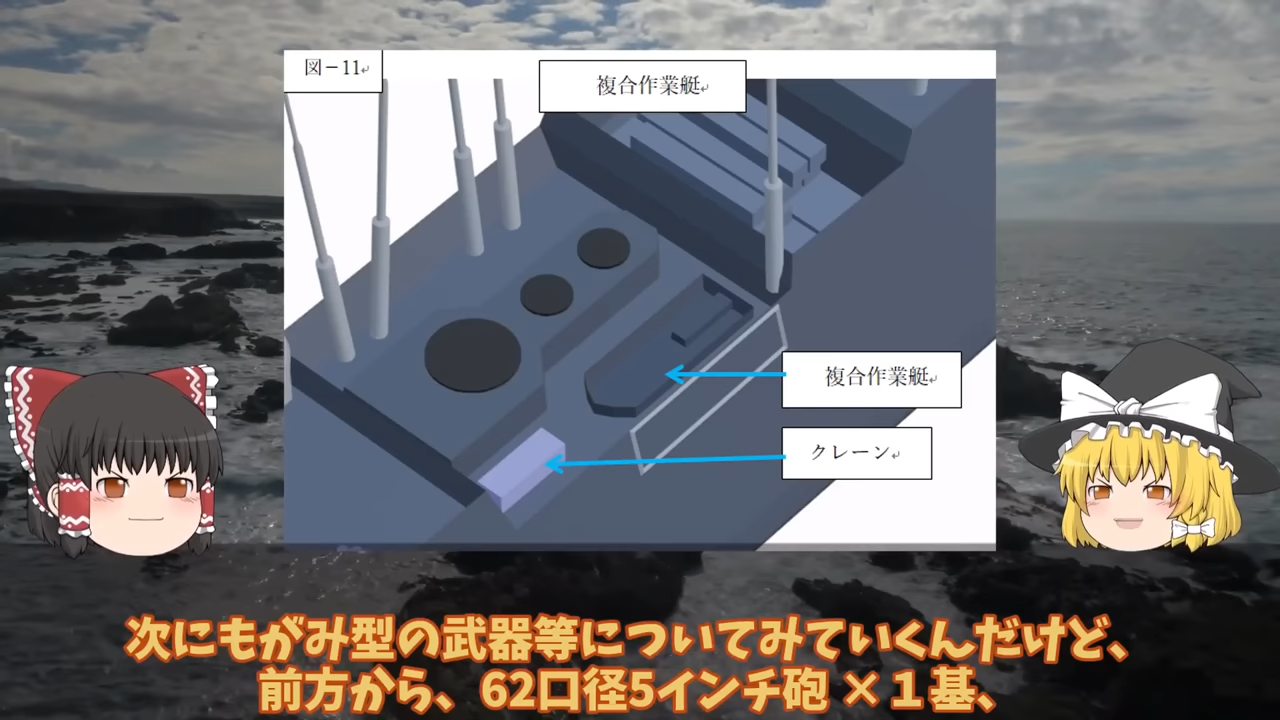 図－11
複合作業艇
複合作業艇
クレーン
次にもがみ型の武器等についてみていくんだけど、
前方から、62口径5インチ砲 ×１基、